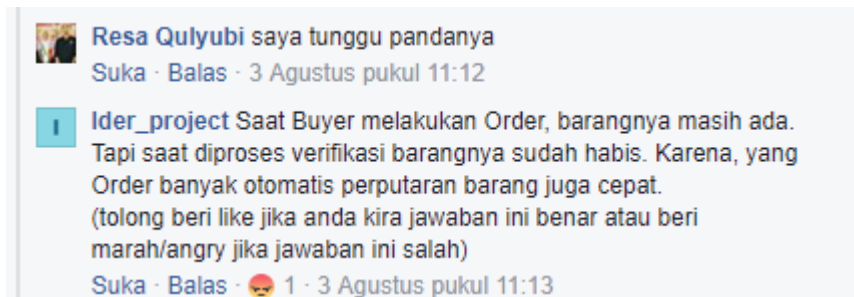 Resa Qulyubi saya tunggu pandanya
Suka · Balas · 3 Agustus pukul 11:12
I
Ider_project Saat Buyer melakukan Order, barangnya masih ada.
Tapi saat diproses verifikasi barangnya sudah habis. Karena, yang
Order banyak otomatis perputaran barang juga cepat.
(tolong beri like jika anda kira jawaban ini benar atau beri
marah/angry jika jawaban ini salah)
Suka · Balas · 😡 1 · 3 Agustus pukul 11:13